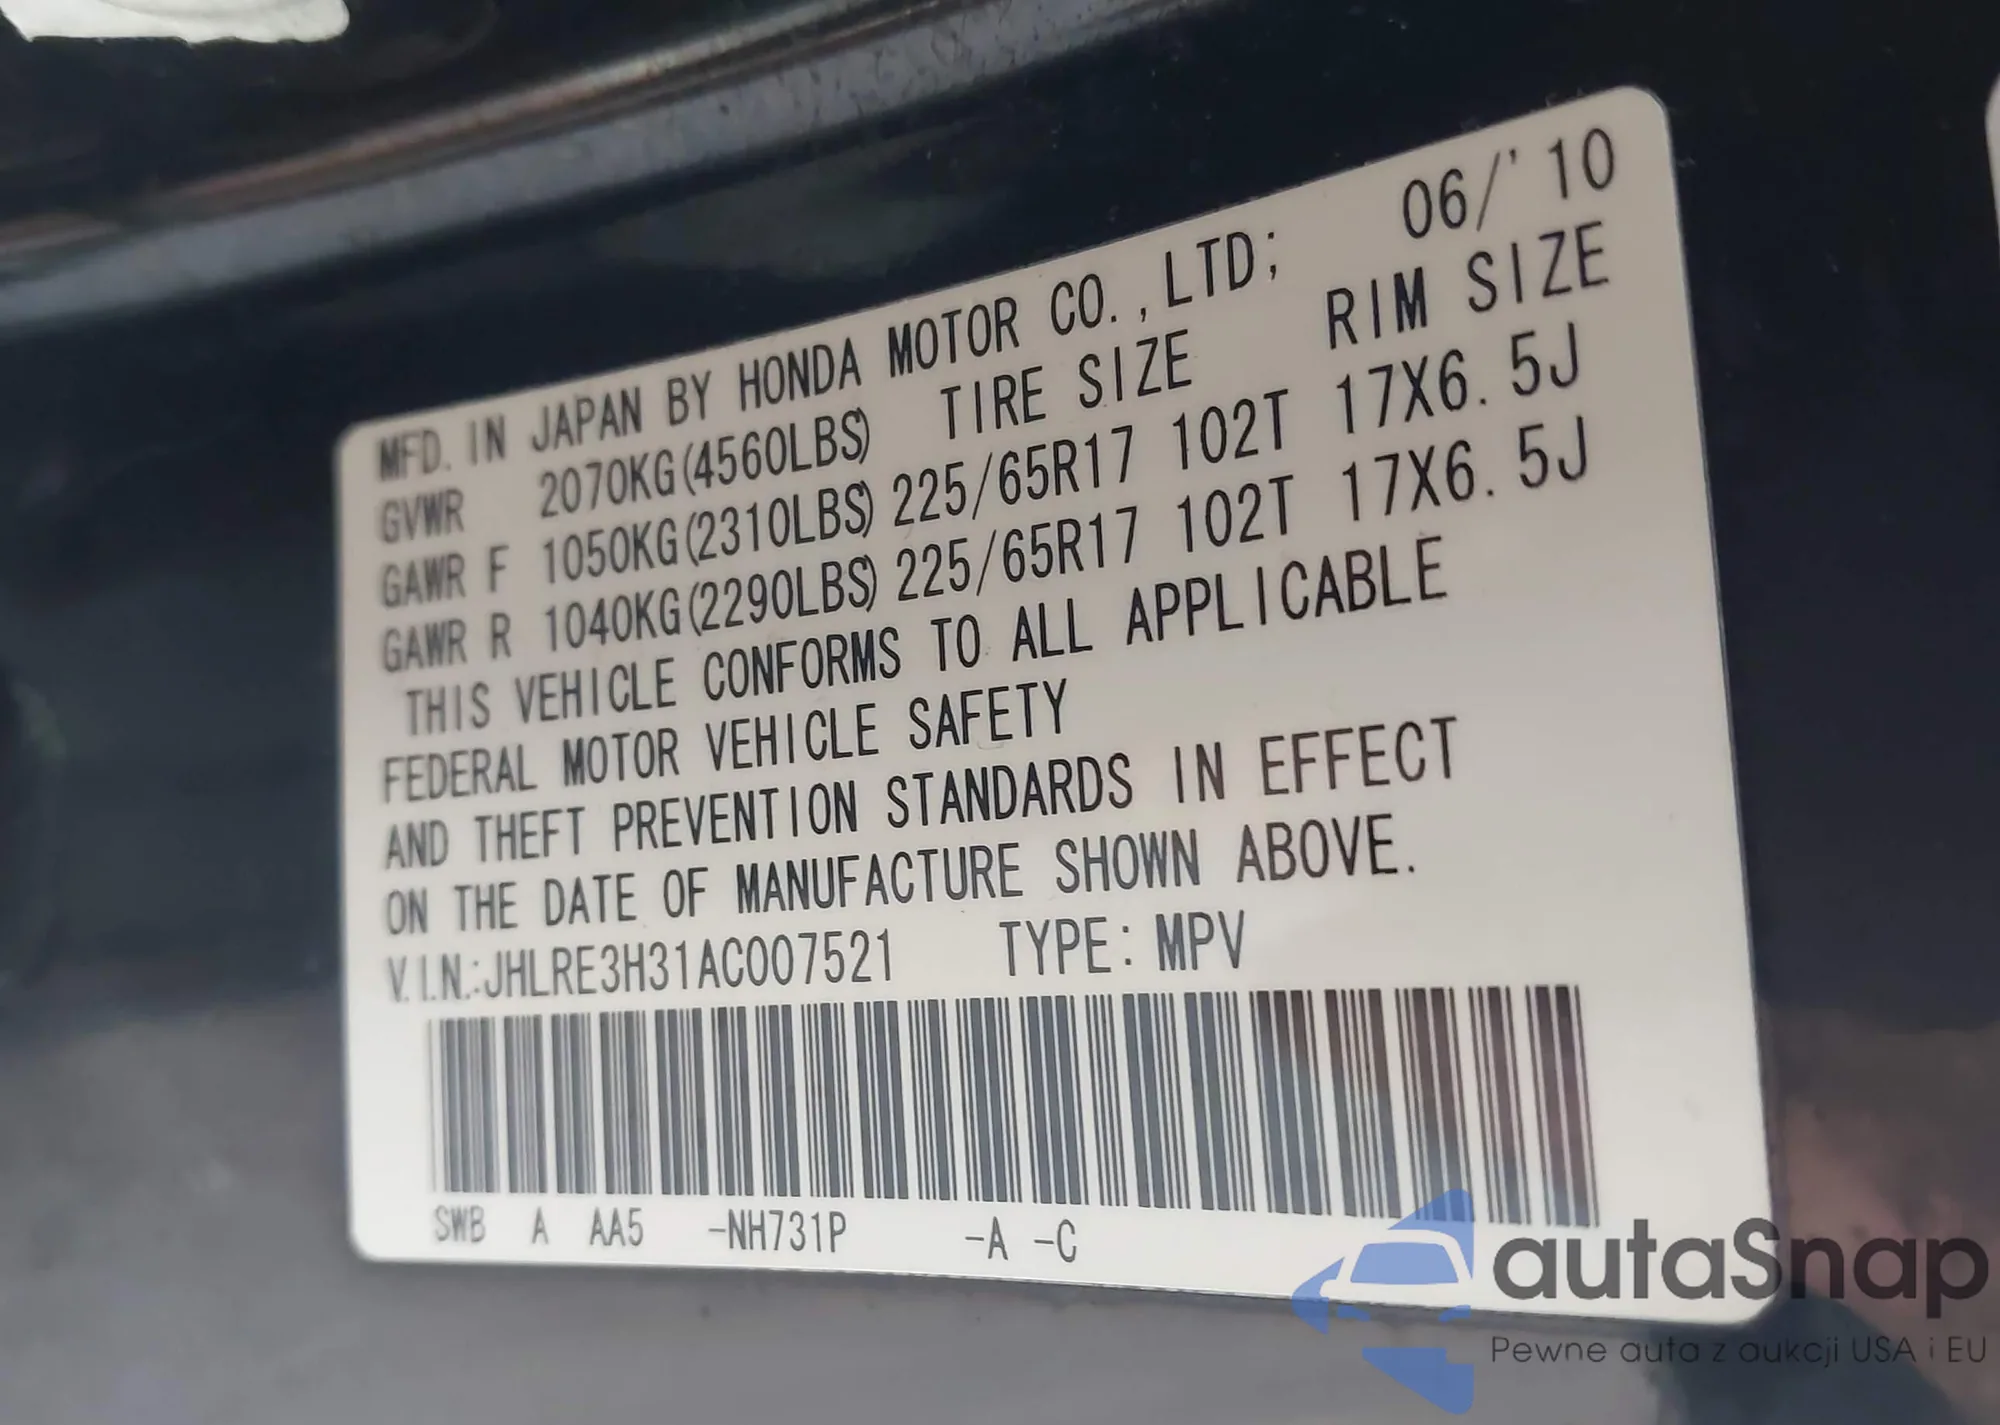 MFD. IN JAPAN BY HONDA MOTOR CO.,LTD; 06/'10
GVWR 2070KG(4560LBS) TIRE SIZE RIM SIZE
GAWR F 1050KG(2310LBS) 225/65R17 102T 17X6.5J
GAWR R 1040KG(2290LBS) 225/65R17 102T 17X6.5J
THIS VEHICLE CONFORMS TO ALL APPLICABLE
FEDERAL MOTOR VEHICLE SAFETY
AND THEFT PREVENTION STANDARDS IN EFFECT
ON THE DATE OF MANUFACTURE SHOWN ABOVE.
V.I.N.:JHLRE3H31AC007521 TYPE: MPV
SWB A AA5 -NH731P -A -C
autaSnap
Pewne auta z aukcji USA i EU